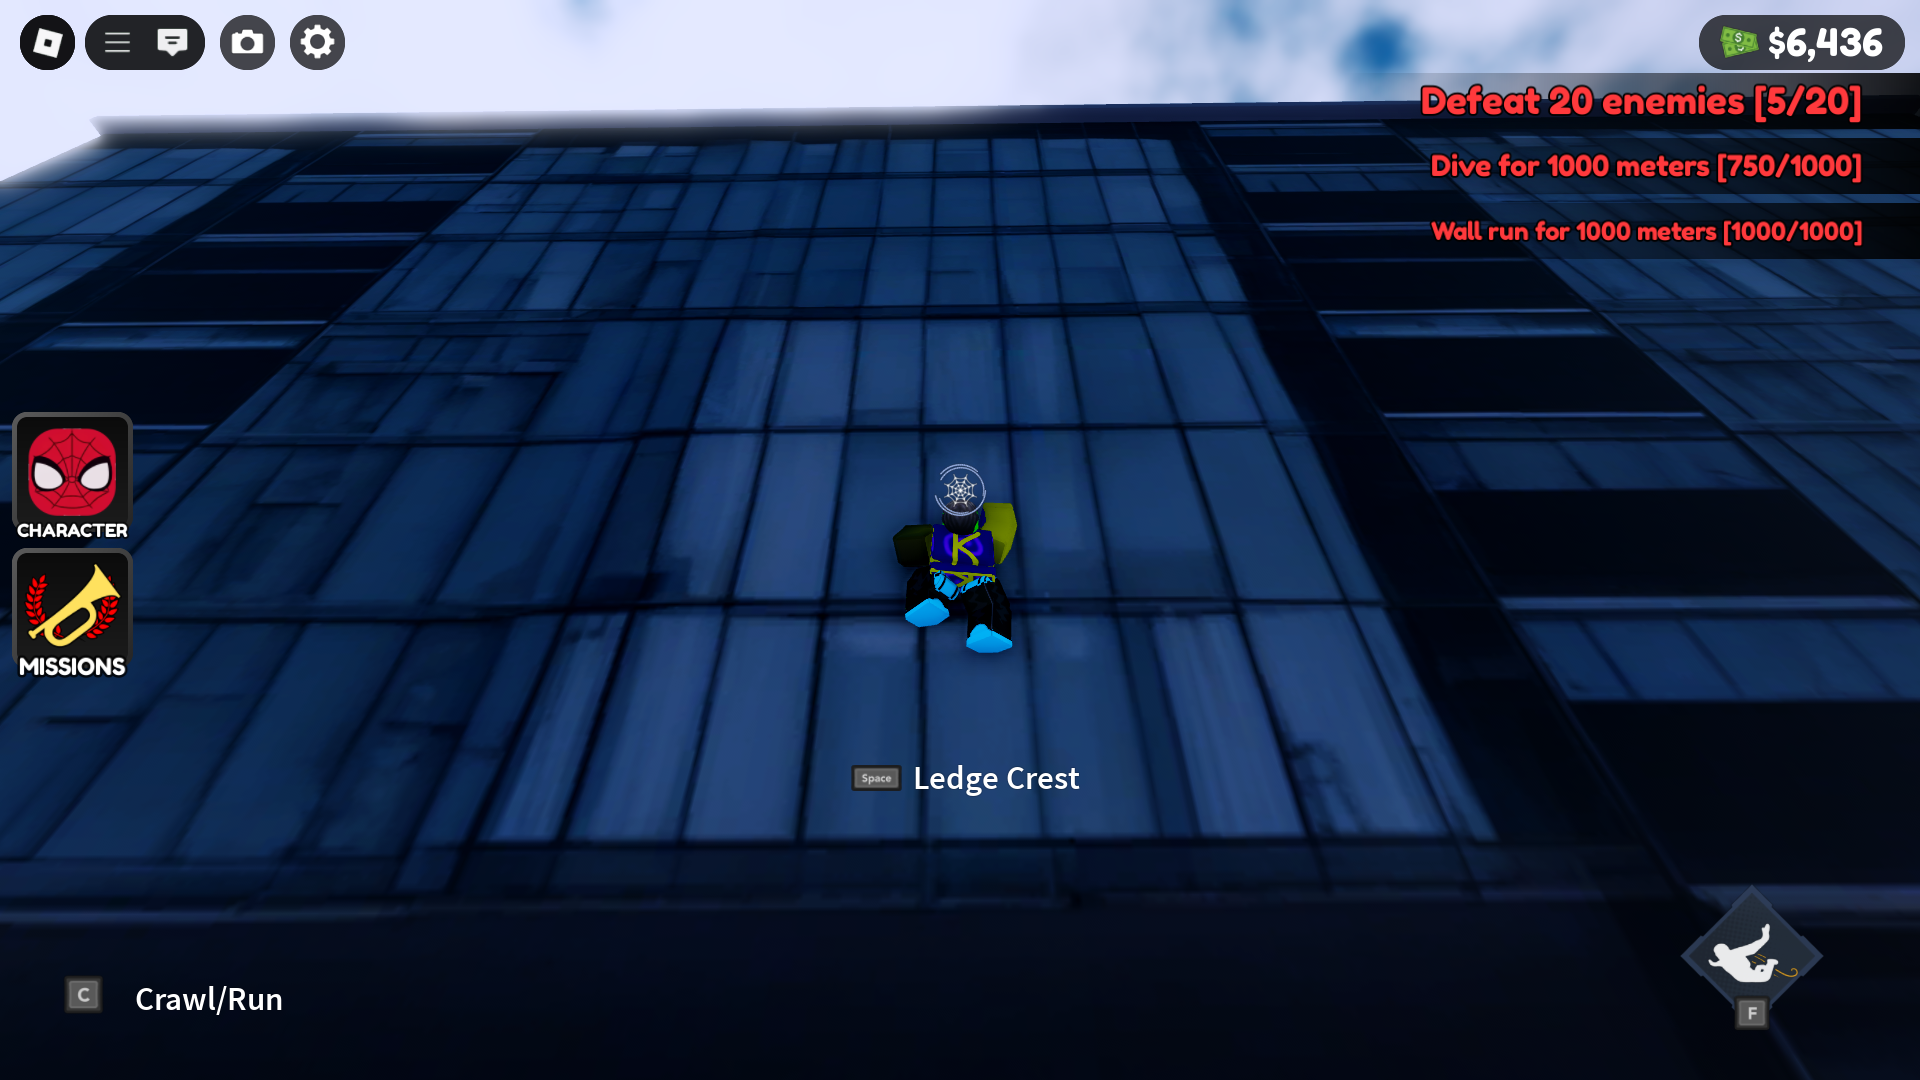 $6,436
Defeat 20 enemies [5/20]
Dive for 1000 meters [750/1000]
Wall run for 1000 meters [1000/1000]
CHARACTER
K
MISSIONS
Space Ledge Crest
C Crawl/Run
F